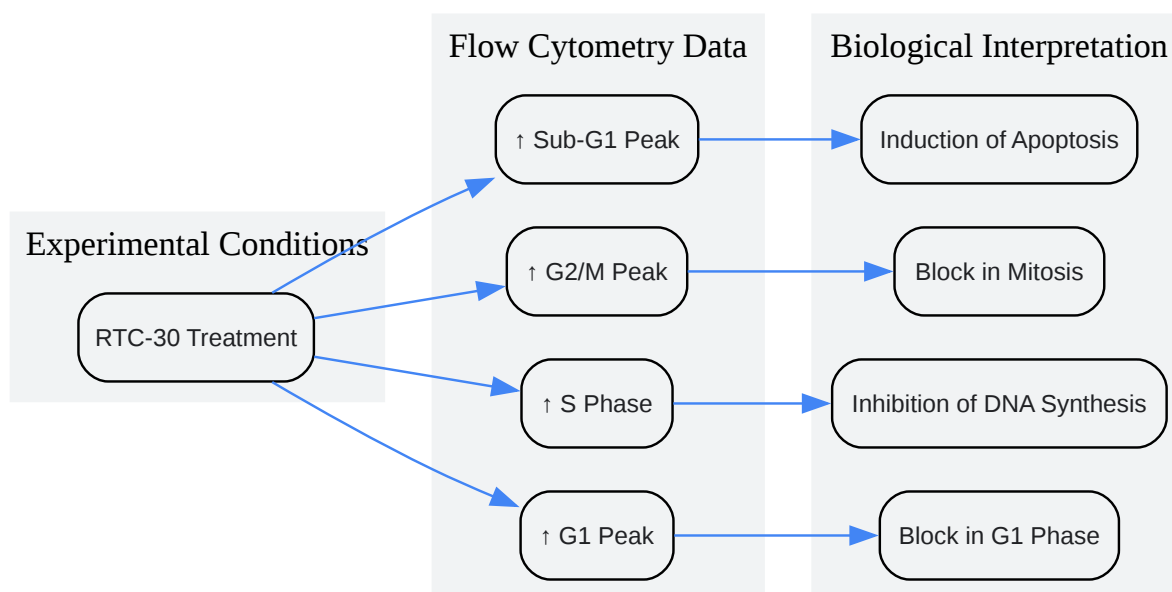 Experimental Conditions
RTC-30 Treatment
Flow Cytometry Data
↑ Sub-G1 Peak
↑ G2/M Peak
↑ S Phase
↑ G1 Peak
Biological Interpretation
Induction of Apoptosis
Block in Mitosis
Inhibition of DNA Synthesis
Block in G1 Phase